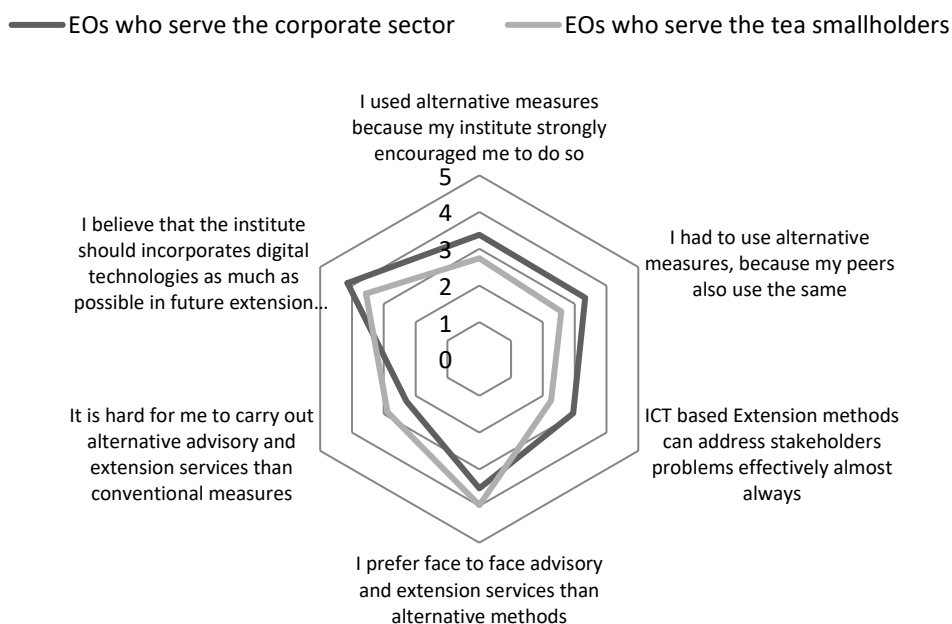 EOs who serve the corporate sector
EOs who serve the tea smallholders
I used alternative measures
because my institute strongly
encouraged me to do so
5
4
3
2
1
0
I believe that the institute
should incorporates digital
technologies as much as
possible in future extension...
I had to use alternative
measures, because my peers
also use the same
It is hard for me to carry out
alternative advisory and
extension services than
conventional measures
ICT based Extension methods
can address stakeholders
problems effectively almost
always
I prefer face to face advisory
and extension services than
alternative methods